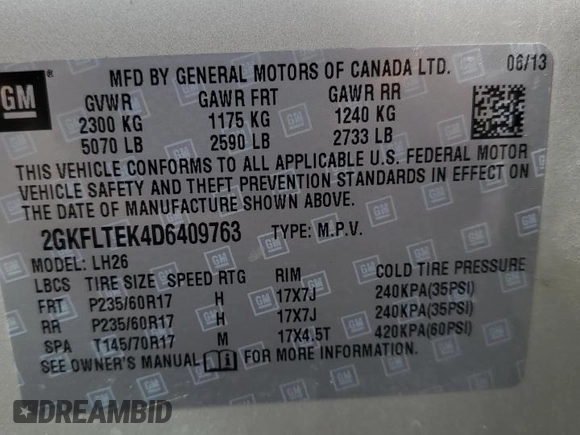 GM ®
MFD BY GENERAL MOTORS OF CANADA LTD. 06/13
GVWR GAWR FRT GAWR RR
2300 KG 1175 KG 1240 KG
5070 LB 2590 LB 2733 LB
THIS VEHICLE CONFORMS TO ALL APPLICABLE U.S. FEDERAL MOTOR
VEHICLE SAFETY AND THEFT PREVENTION STANDARDS IN EFFECT ON
THE DATE OF MANUFACTURE SHOWN ABOVE.
2GKFLTEK4D6409763 TYPE: M.P.V.
MODEL: LH26
LBCS TIRE SIZE SPEED RTG RIM COLD TIRE PRESSURE
FRT P235/60R17 H 17X7J 240KPA(35PSI)
RR P235/60R17 H 17X7J 240KPA(35PSI)
SPA T145/70R17 M 17X4.5T 420KPA(60PSI)
SEE OWNER'S MANUAL FOR MORE INFORMATION.
DREAMBID